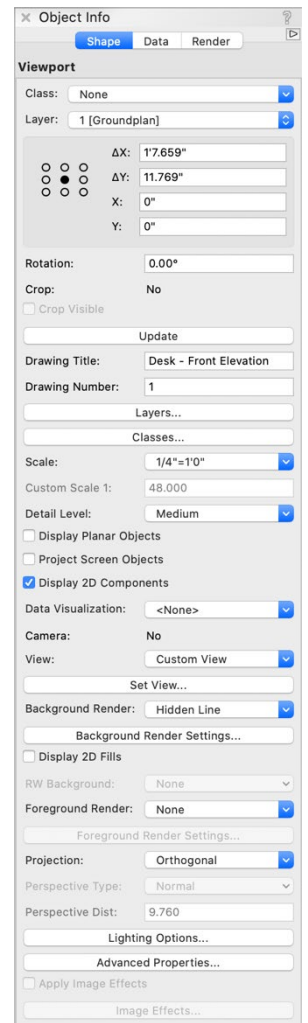 Object Info
?
Shape Data Render
Viewport
Class: None
Layer: 1 [Groundplan]
ΔX: 1'7.659"
ΔY: 11.769"
X: 0"
Y: 0"
Rotation: 0.00°
Crop: No
Crop Visible
Update
Drawing Title: Desk - Front Elevation
Drawing Number: 1
Layers...
Classes...
Scale: 1/4"=1'0"
Custom Scale 1: 48.000
Detail Level: Medium
Display Planar Objects
Project Screen Objects
Display 2D Components
Data Visualization: <None>
Camera: No
View: Custom View
Set View...
Background Render: Hidden Line
Background Render Settings...
Display 2D Fills
RW Background: None
Foreground Render: None
Foreground Render Settings...
Projection: Orthogonal
Perspective Type: Normal
Perspective Dist: 9.760
Lighting Options...
Advanced Properties...
Apply Image Effects
Image Effects...